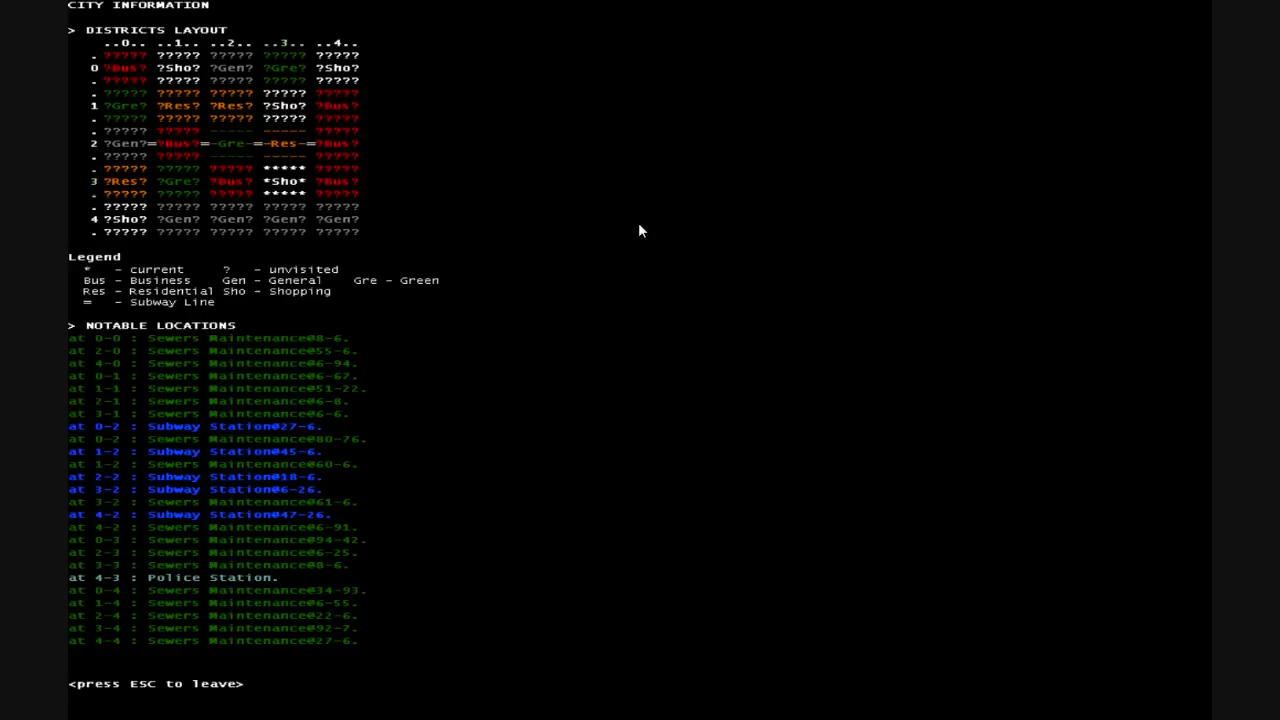 CITY INFORMATION
> DISTRICTS LAYOUT
..0.. ..1.. ..2.. ..3.. ..4..
. ????? ????? ????? ????? ?????
0 ?Bus? ?Sho? ?Gen? ?Gre? ?Sho?
. ????? ????? ????? ????? ?????
. ????? ????? ????? ????? ?????
1 ?Gre? ?Res? ?Res? ?Sho? ?Bus?
. ????? ????? ????? ????? ?????
. ????? ????? ----- ----- ?????
2 ?Gen?=?Bus?=-Gre-=-Res-=?Bus?
. ????? ????? ----- ----- ?????
. ????? ????? ????? ***** ?????
3 ?Res? ?Gre? ?Bus? *Sho* ?Bus?
. ????? ????? ????? ***** ?????
. ????? ????? ????? ????? ?????
4 ?Sho? ?Gen? ?Gen? ?Gen? ?Gen?
. ????? ????? ????? ????? ?????
Legend
* - current ? - unvisited
Bus - Business Gen - General Gre - Green
Res - Residential Sho - Shopping
= - Subway Line
> NOTABLE LOCATIONS
at 0-0 : Sewers Maintenance@8-6.
at 2-0 : Sewers Maintenance@55-6.
at 4-0 : Sewers Maintenance@6-94.
at 0-1 : Sewers Maintenance@6-67.
at 1-1 : Sewers Maintenance@51-22.
at 2-1 : Sewers Maintenance@6-8.
at 3-1 : Sewers Maintenance@6-6.
at 0-2 : Subway Station@27-6.
at 0-2 : Sewers Maintenance@80-76.
at 1-2 : Subway Station@45-6.
at 1-2 : Sewers Maintenance@60-6.
at 2-2 : Subway Station@18-6.
at 3-2 : Subway Station@6-26.
at 3-2 : Sewers Maintenance@61-6.
at 4-2 : Subway Station@47-26.
at 4-2 : Sewers Maintenance@6-91.
at 0-3 : Sewers Maintenance@94-42.
at 2-3 : Sewers Maintenance@6-25.
at 3-3 : Sewers Maintenance@8-6.
at 4-3 : Police Station.
at 0-4 : Sewers Maintenance@34-93.
at 1-4 : Sewers Maintenance@6-55.
at 2-4 : Sewers Maintenance@22-6.
at 3-4 : Sewers Maintenance@92-7.
at 4-4 : Sewers Maintenance@27-6.
<press ESC to leave>